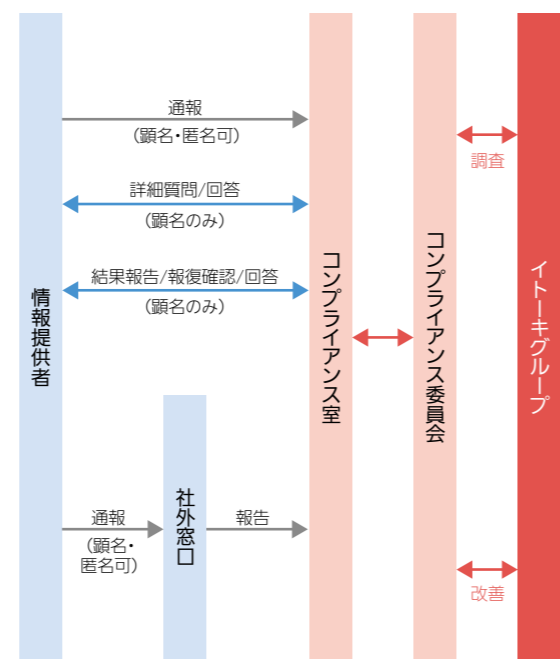 通報
(顕名・匿名可)
詳細質問/回答
(顕名のみ)
結果報告/報復確認/回答
(顕名のみ)
情報提供者
通報
(顕名・
匿名可)
社外窓口
報告
コンプライアンス室
コンプライアンス委員会
調査
改善
イトーキグループ